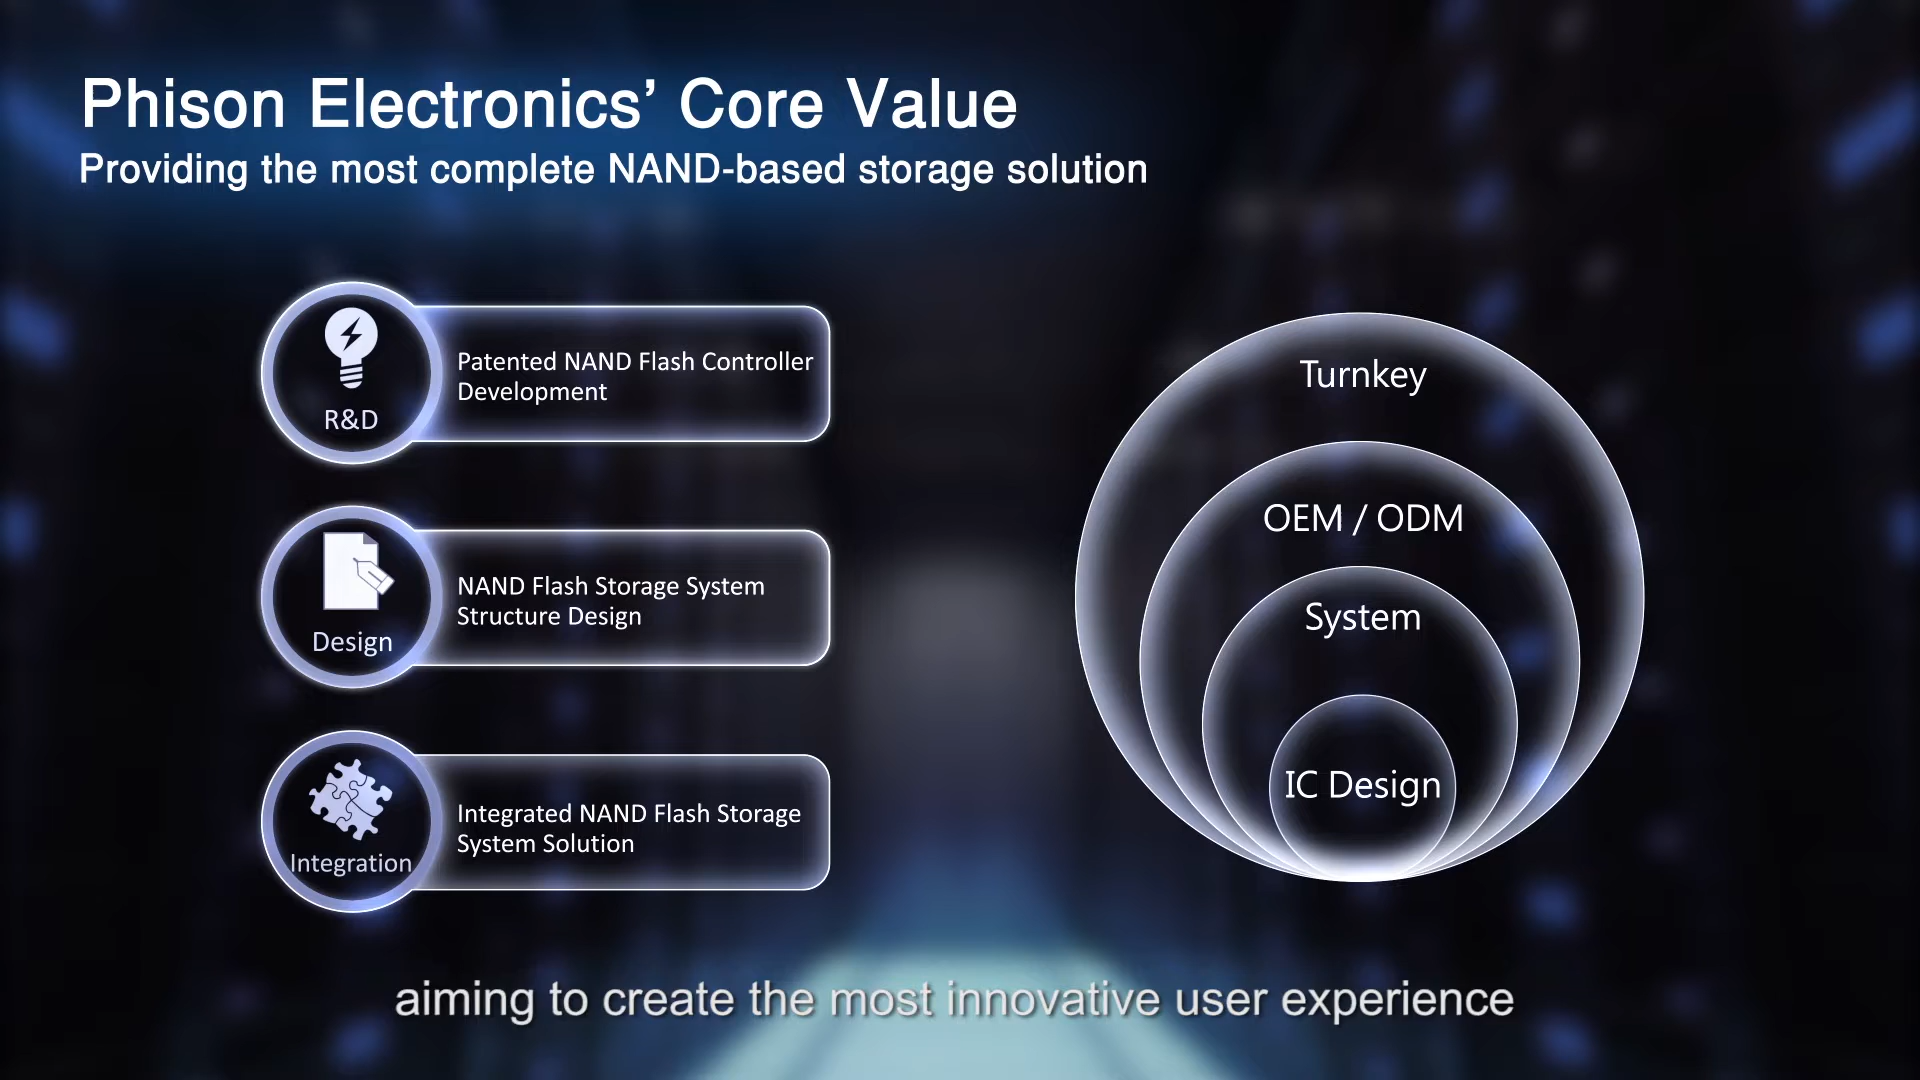 Phison Electronics’ Core Value
Providing the most complete NAND-based storage solution
R&D
Patented NAND Flash Controller
Development
Design
NAND Flash Storage System
Structure Design
Integration
Integrated NAND Flash Storage
System Solution
Turnkey
OEM / ODM
System
IC Design
aiming to create the most innovative user experience